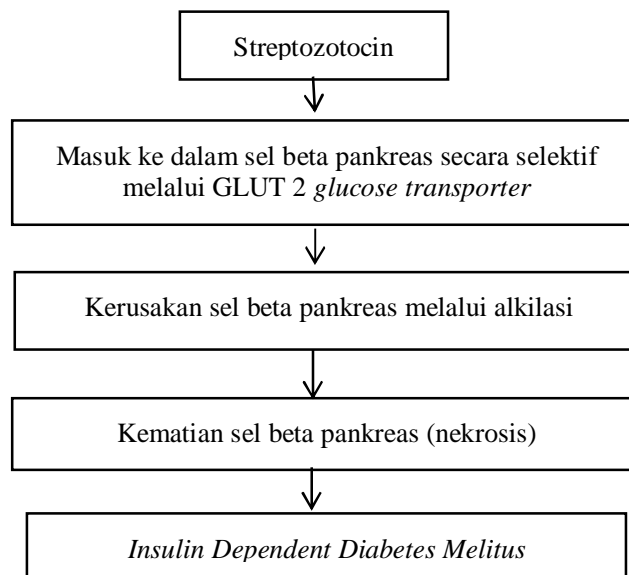 Streptozotocin
Masuk ke dalam sel beta pankreas secara selektif
melalui GLUT 2 glucose transporter
Kerusakan sel beta pankreas melalui alkilasi
Kematian sel beta pankreas (nekrosis)
Insulin Dependent Diabetes Melitus